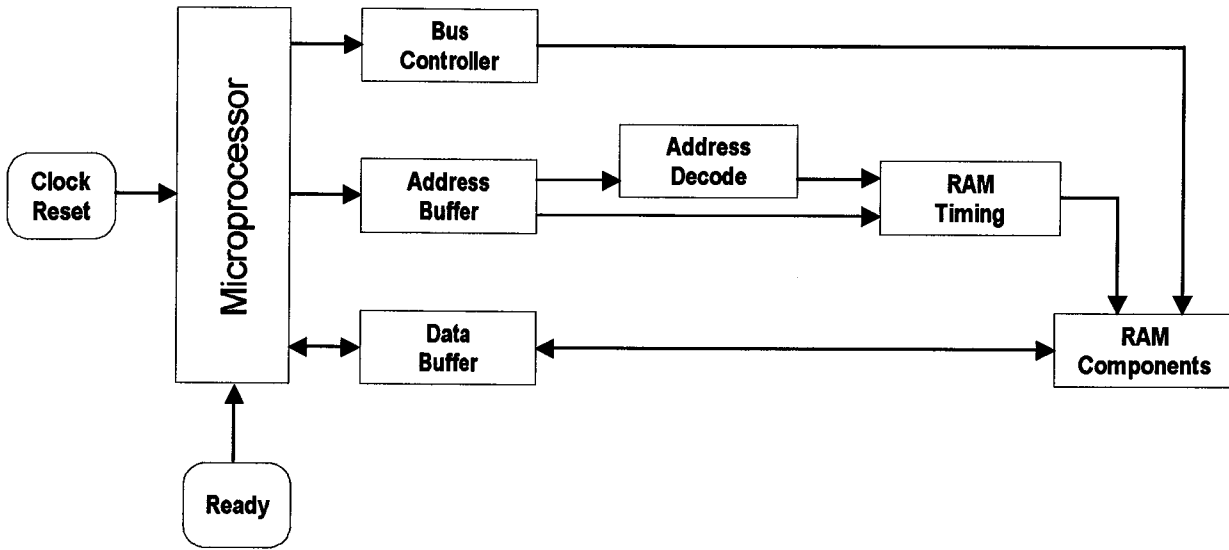 Bus
Controller
Microprocessor
Clock
Reset
Address
Buffer
Address
Decode
RAM
Timing
Data
Buffer
RAM
Components
Ready